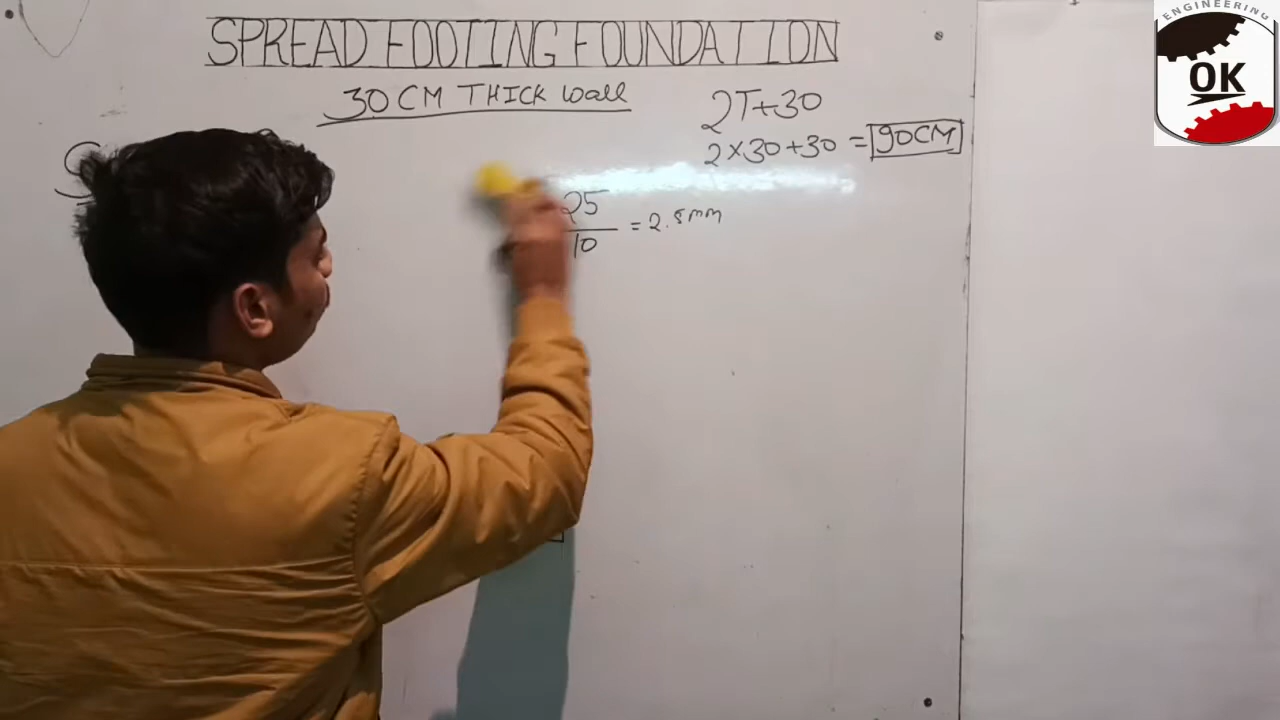 SPREAD FOOTING FOUNDATION
30 CM THICK Wall
2T+30
2×30+30 = 90CM
S
25
10
= 2.5mm
ENGINEERING
OK